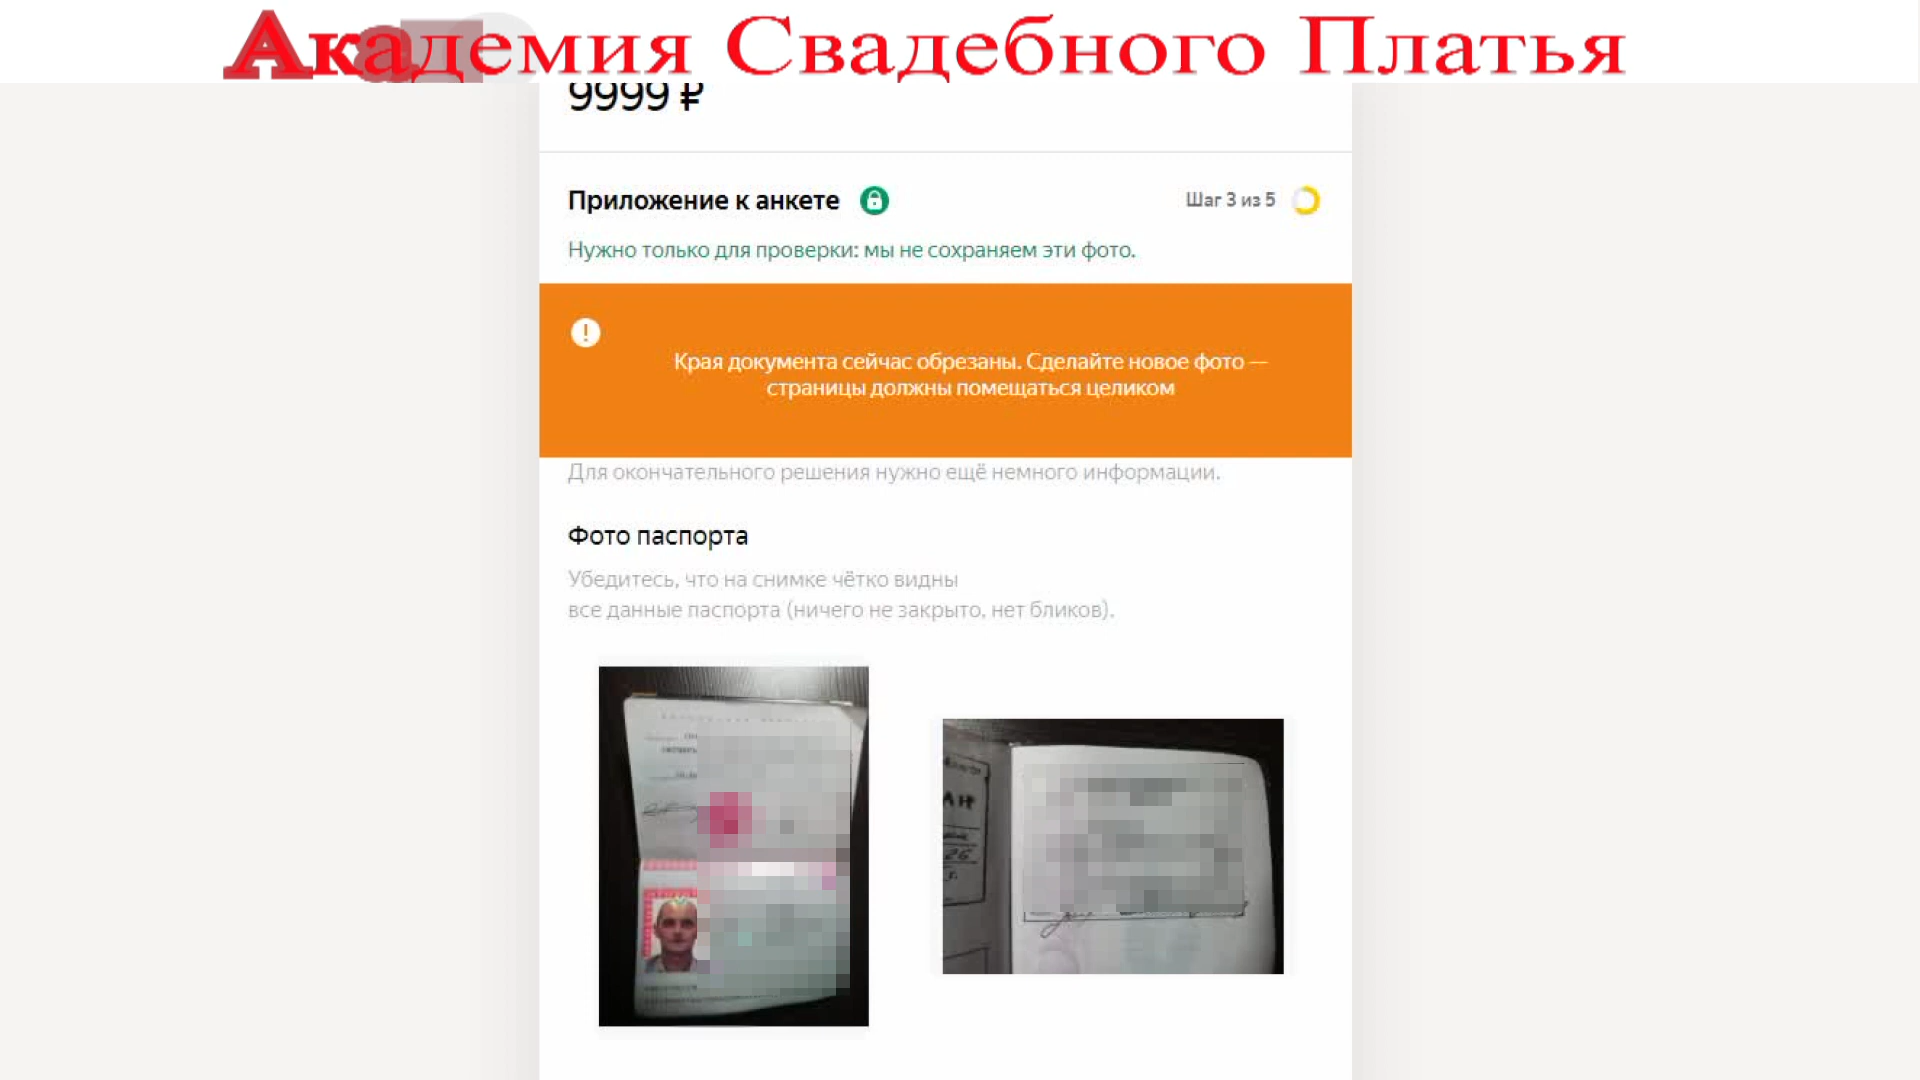 Академия Свадебного Платья
9999 ₽
Приложение к анкете
Шаг 3 из 5
Нужно только для проверки: мы не сохраняем эти фото.
Края документа сейчас обрезаны. Сделайте новое фото —
страницы должны помещаться целиком
Для окончательного решения нужно ещё немного информации.
Фото паспорта
Убедитесь, что на снимке чётко видны
все данные паспорта (ничего не закрыто, нет бликов).
26